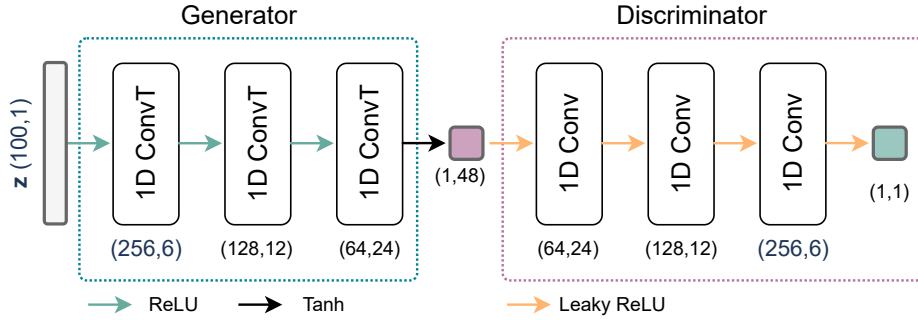 Generator
Discriminator
z (100,1)
1D ConvT
1D ConvT
1D ConvT
1D Conv
1D Conv
1D Conv
(1,48)
(1,1)
(256,6)
(128,12)
(64,24)
(64,24)
(128,12)
(256,6)
ReLU
Tanh
Leaky ReLU